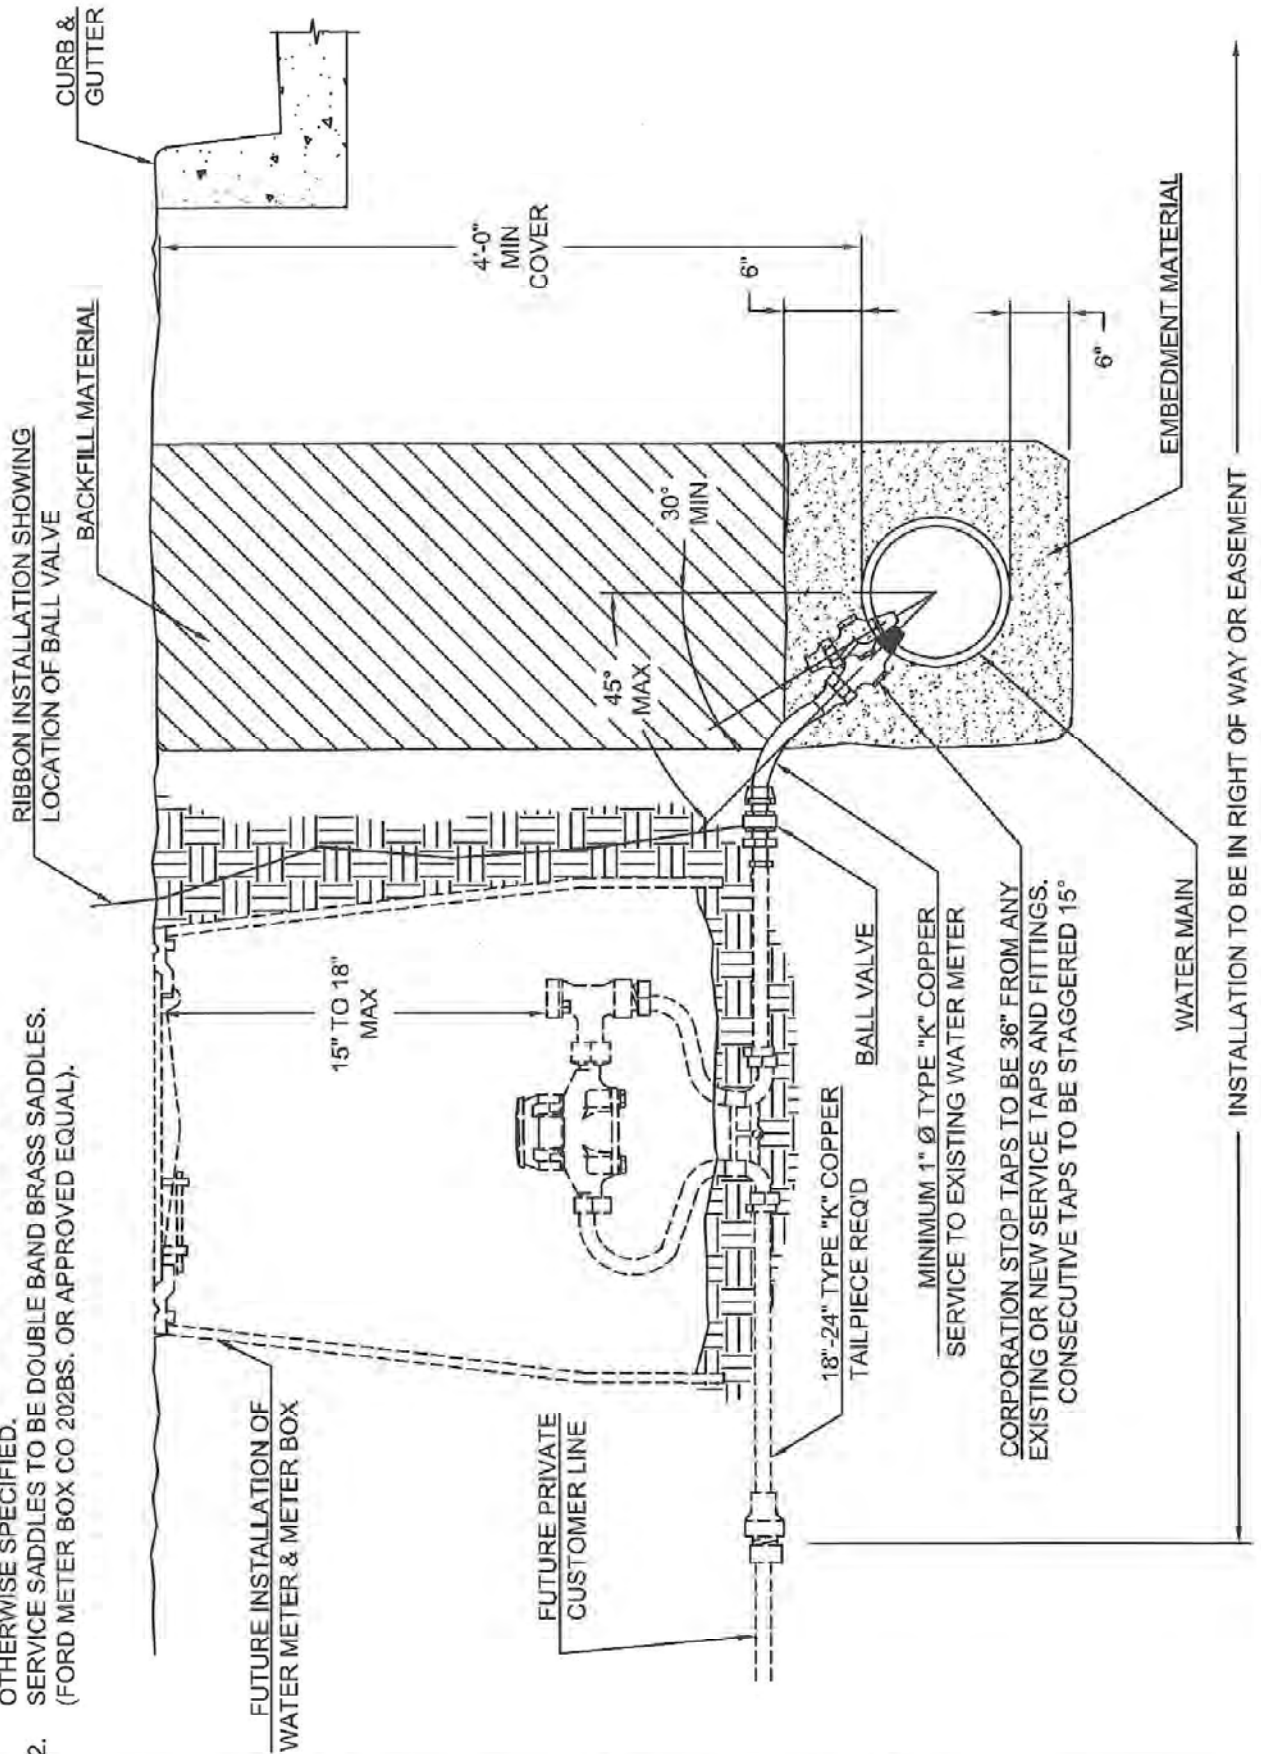 OTHERWISE SPECIFIED.
2. SERVICE SADDLES TO BE DOUBLE BAND BRASS SADDLES.
(FORD METER BOX CO 202BS. OR APPROVED EQUAL).
RIBBON INSTALLATION SHOWING
LOCATION OF BALL VALVE
BACKFILL MATERIAL
CURB &
GUTTER
15" TO 18"
MAX
4'-0"
MIN
COVER
FUTURE INSTALLATION OF
WATER METER & METER BOX
45°
MAX
30°
MIN
6"
6"
FUTURE PRIVATE
CUSTOMER LINE
18"-24" TYPE "K" COPPER
TAILPIECE REQ'D
BALL VALVE
MINIMUM 1" Ø TYPE "K" COPPER
SERVICE TO EXISTING WATER METER
CORPORATION STOP TAPS TO BE 36" FROM ANY
EXISTING OR NEW SERVICE TAPS AND FITTINGS.
CONSECUTIVE TAPS TO BE STAGGERED 15°
WATER MAIN
EMBEDMENT MATERIAL
INSTALLATION TO BE IN RIGHT OF WAY OR EASEMENT